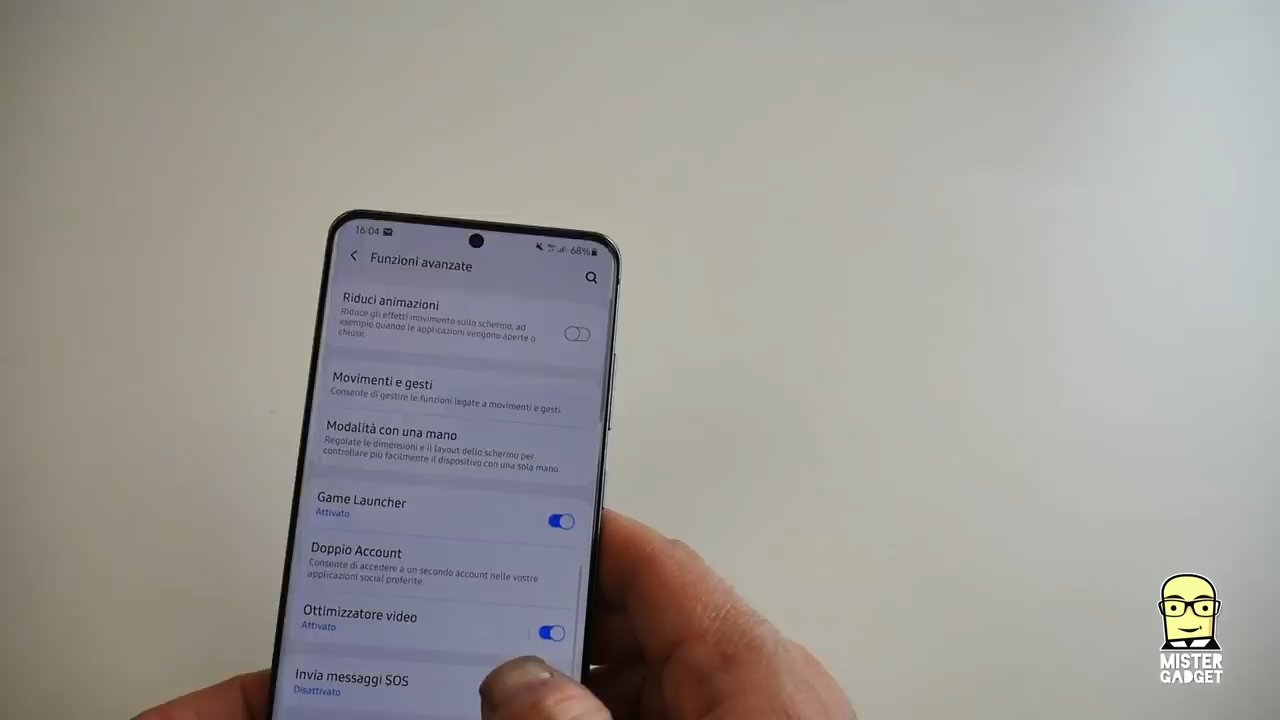 16:04
68%
Funzioni avanzate
Riduci animazioni
Riduce gli effetti movimento sullo schermo, ad
esempio quando le applicazioni vengono aperte o
chiuse.
Movimenti e gesti
Consente di gestire le funzioni legate a movimenti e gesti.
Modalità con una mano
Regolate le dimensioni e il layout dello schermo per
controllare più facilmente il dispositivo con una sola mano.
Game Launcher
Attivato
Doppio Account
Consente di accedere a un secondo account nelle vostre
applicazioni social preferite.
Ottimizzatore video
Attivato
Invia messaggi SOS
Disattivato
MISTER
GADGET